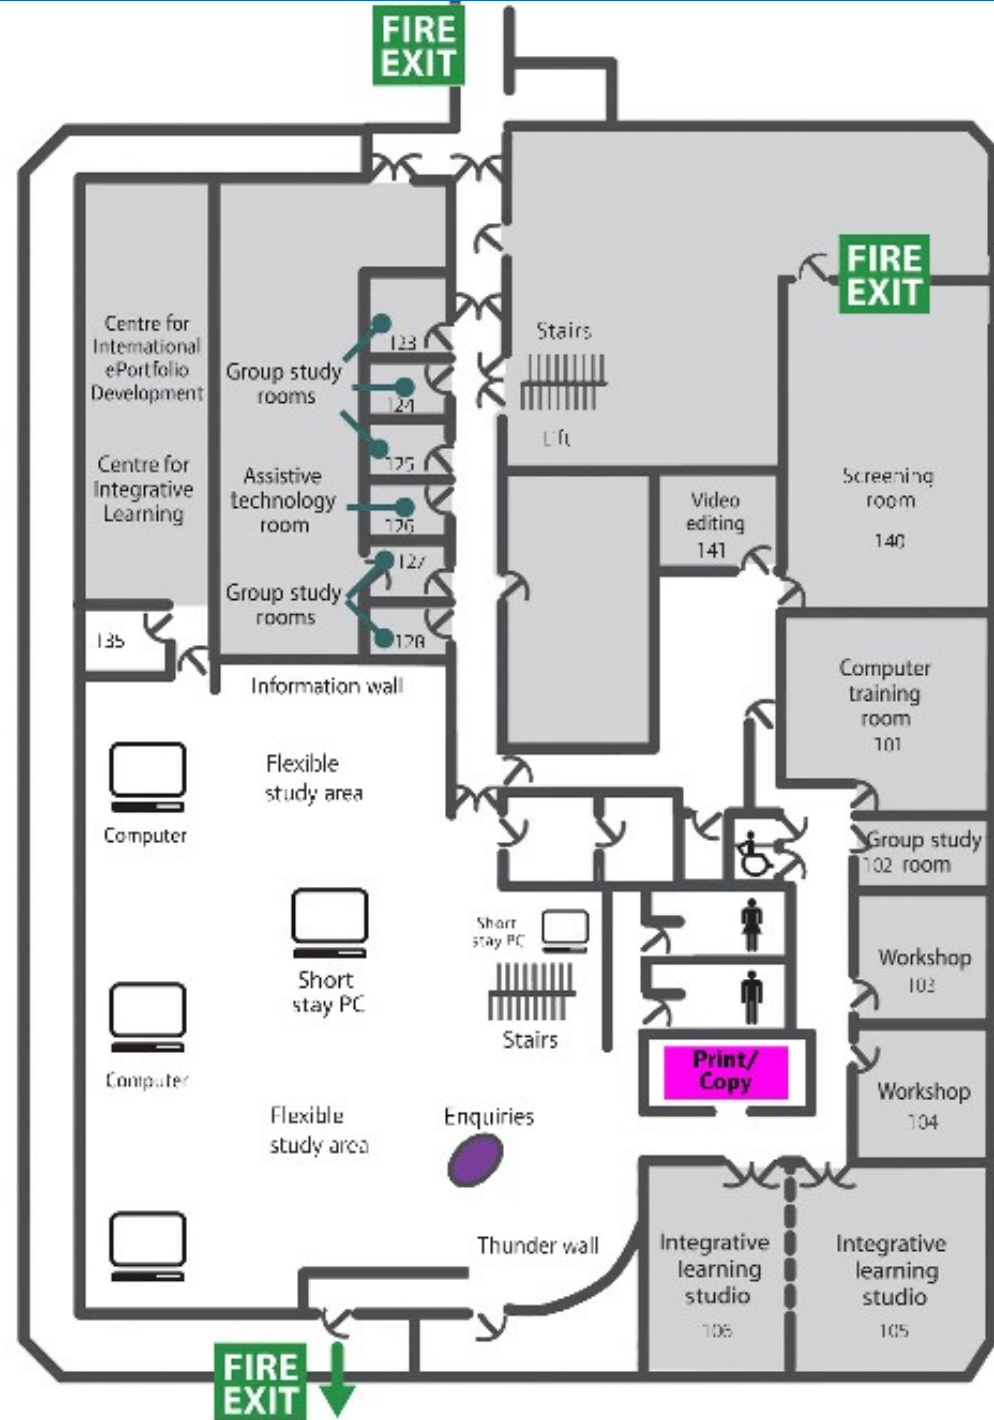 FIRE
EXIT
FIRE
EXIT
Centre for
International
ePortfolio
Development
Centre for
Integrative
Learning
Group study
rooms
123
124
125
126
127
128
Assistive
technology
room
Group study
rooms
Stairs
Lift
Video
editing
141
Screening
room
140
135
Information wall
Computer
training
room
101
Flexible
study area
Computer
Group study
102 room
Short
stay PC
Short
stay PC
Stairs
Workshop
103
Computer
Print/
Copy
Workshop
104
Flexible
study area
Enquiries
Thunder wall
Integrative
learning
studio
106
Integrative
learning
studio
105
FIRE
EXIT